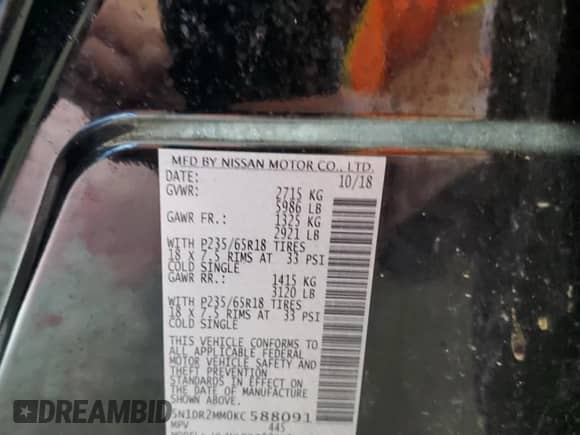 MFD BY NISSAN MOTOR CO., LTD.
DATE: 10/18
GVWR: 2715 KG
5986 LB
GAWR FR.: 1325 KG
2921 LB
WITH P235/65R18 TIRES
18 X 7.5 RIMS AT 33 PSI
COLD SINGLE
GAWR RR.: 1415 KG
3120 LB
WITH P235/65R18 TIRES
18 X 7.5 RIMS AT 33 PSI
COLD SINGLE
THIS VEHICLE CONFORMS TO
ALL APPLICABLE FEDERAL
MOTOR VEHICLE SAFETY AND
THEFT PREVENTION
STANDARDS IN EFFECT ON
THE DATE OF MANUFACTURE
SHOWN ABOVE.
5N1DR2MM0KC588091
MPV 445
DREAMBID
.COM